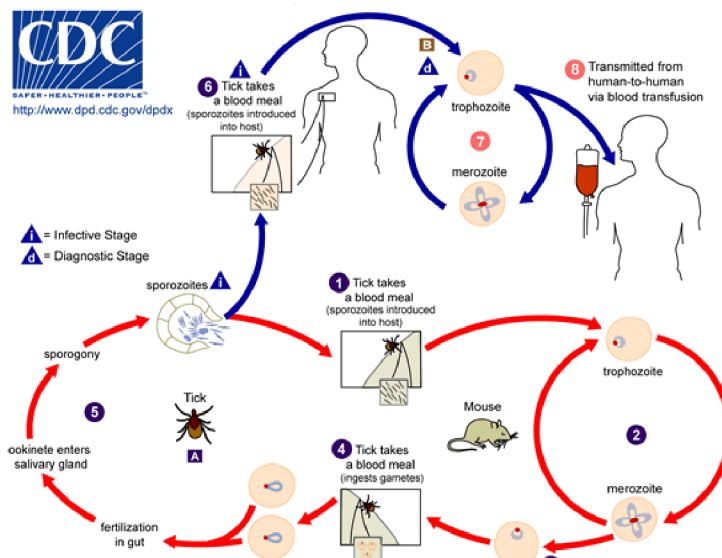 CDC
SAFER • HEALTHIER • PEOPLE™
http://www.dpd.cdc.gov/dpdx
6 Tick takes
a blood meal
(sporozoites introduced
into host)
i
B
d
trophozoite
7
merozoite
8 Transmitted from
human-to-human
via blood transfusion
i = Infective Stage
d = Diagnostic Stage
sporozoites i
1 Tick takes
a blood meal
(sporozoites introduced
into host)
trophozoite
sporogony
5
Tick
A
Mouse
2
ookinete enters
salivary gland
4 Tick takes
a blood meal
(ingests gametes)
merozoite
fertilization
in gut